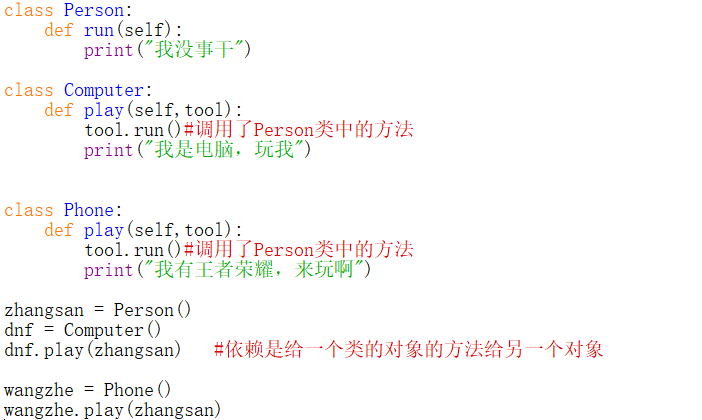 class Person:
    def run(self):
        print("我没事干")

class Computer:
    def play(self,tool):
        tool.run()#调用了Person类中的方法
        print("我是电脑，玩我")


class Phone:
    def play(self,tool):
        tool.run()#调用了Person类中的方法
        print("我有王者荣耀，来玩啊")

zhangsan = Person()
dnf = Computer()
dnf.play(zhangsan)   #依赖是给一个类的对象的方法给另一个对象

wangzhe = Phone()
wangzhe.play(zhangsan)